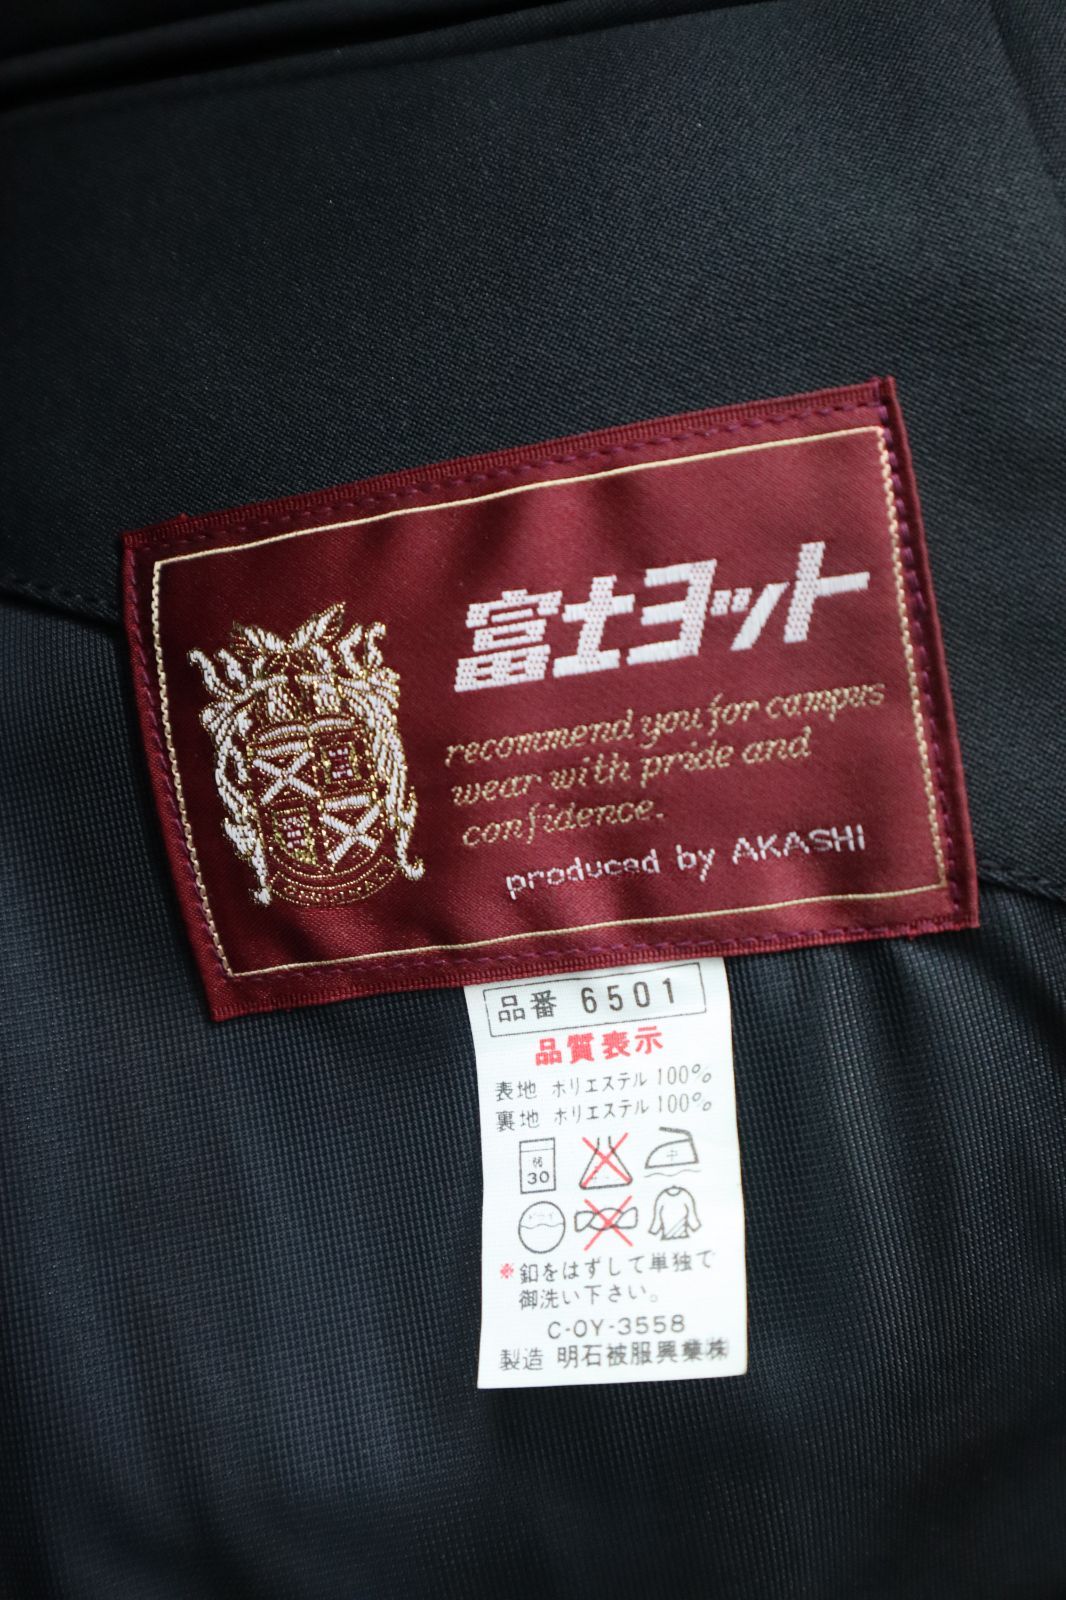 富士ヨット
recommend you for campus
wear with pride and
confidence.
produced by AKASHI
品番 6501
品質表示
表地 ポリエステル 100%
裏地 ポリエステル 100%
30
中
※釦をはずして単独で
御洗い下さい。
C-OY-3558
製造 明石被服興業㈱